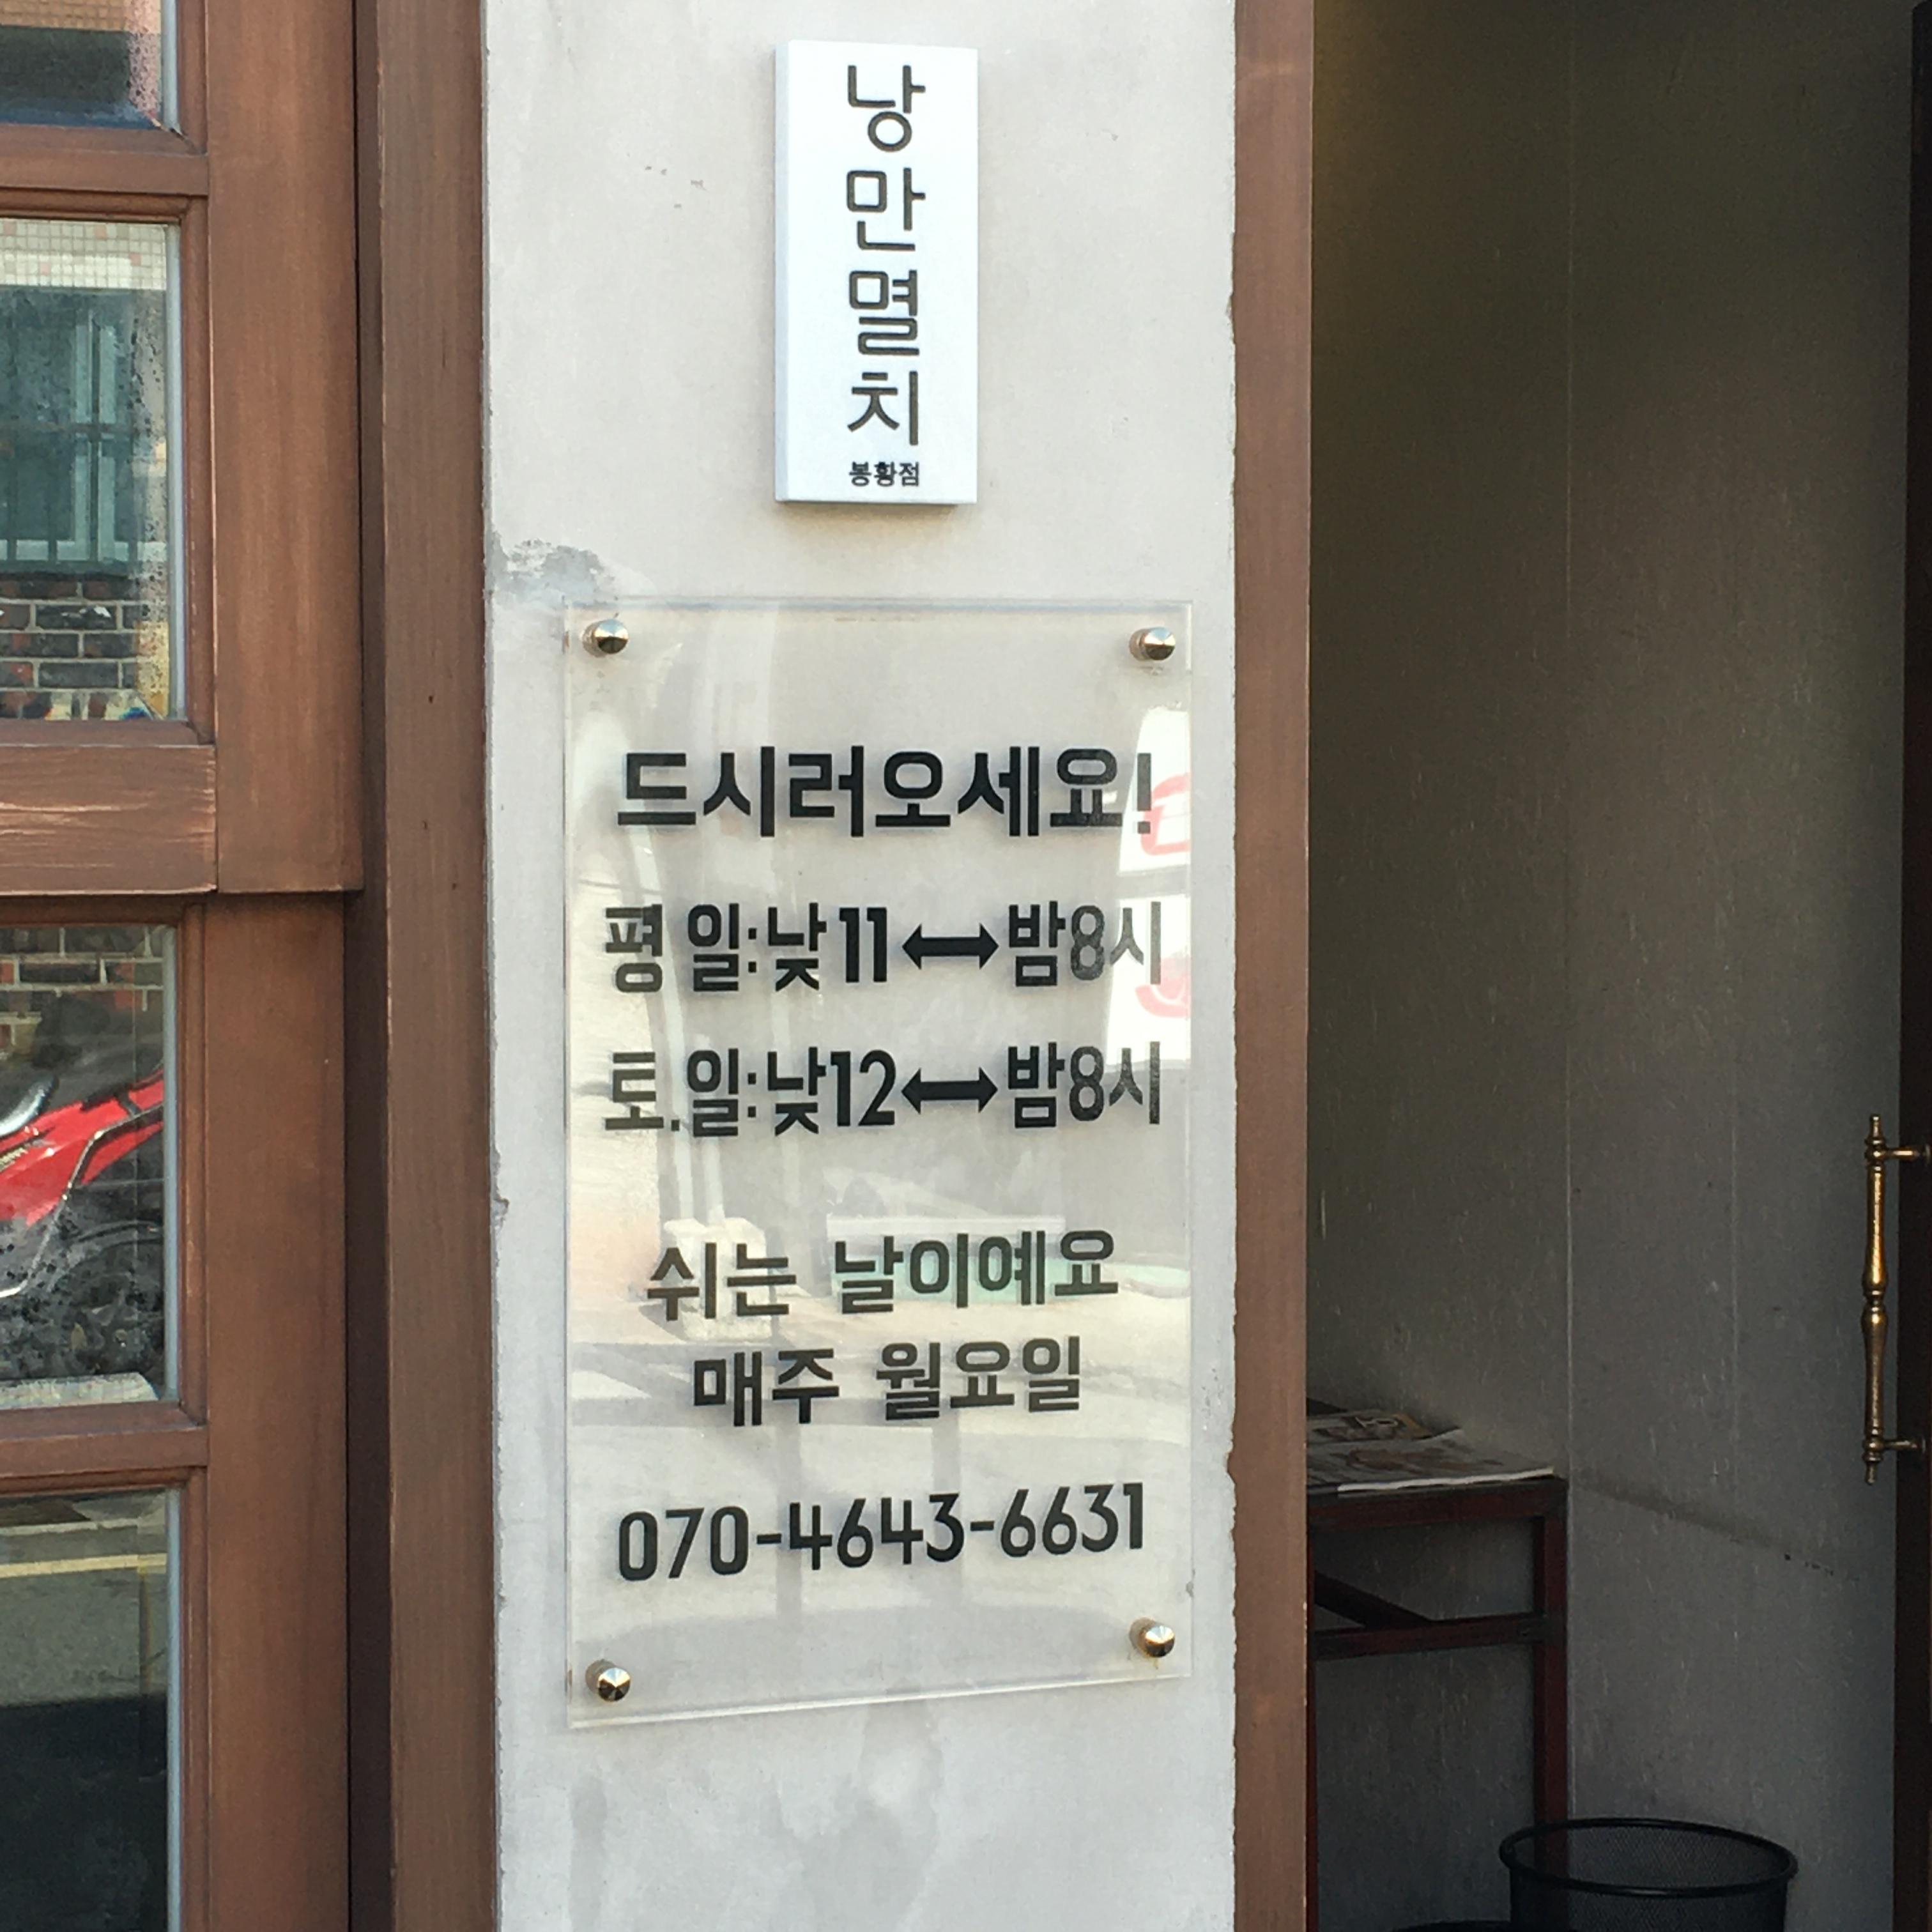 낭만멸치
봉황점
드시러오세요!
평 일:낮11↔밤8시
토.일:낮12↔밤8시
쉬는 날이예요
매주 월요일
070-4643-6631